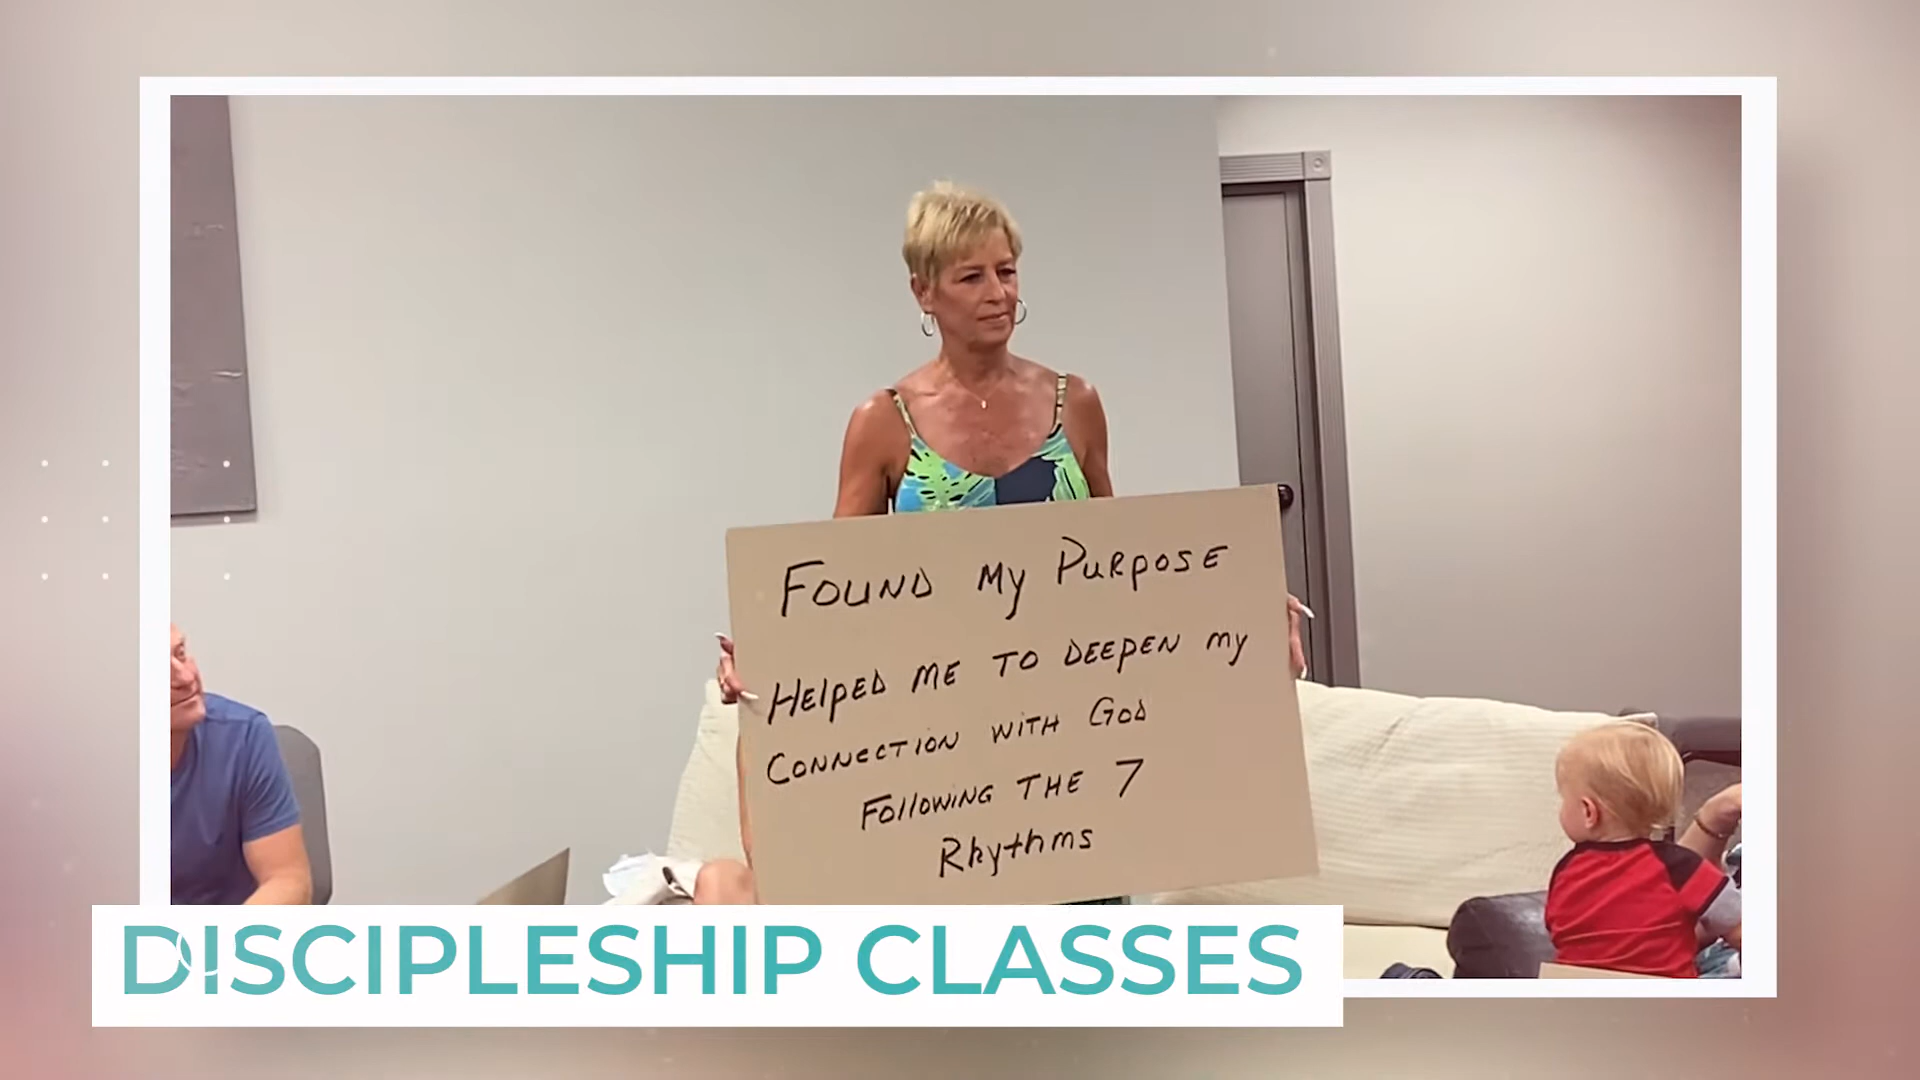 FOUND My PURPOSE
HELPED ME TO DEEPEN My
CONNECTION WITH GOD
FOllOWING THE 7
Rhythms
DISCIPLESHIP CLASSES